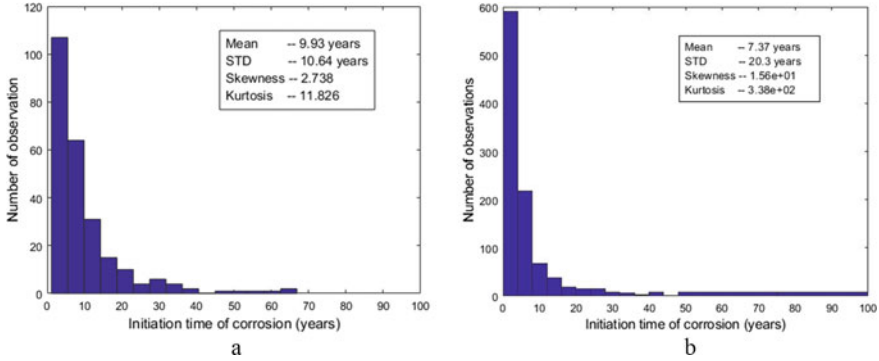 120
100
80
60
40
20
0
Number of observation
Mean -- 9.93 years
STD -- 10.64 years
Skewness -- 2.738
Kurtosis -- 11.826
0 10 20 30 40 50 60 70 80 90 100
Initiation time of corrosion (years)
a
600
500
400
300
200
100
0
Number of observations
Mean -- 7.37 years
STD -- 20.3 years
Skewness -- 1.56e+01
Kurtosis -- 3.38e+02
0 10 20 30 40 50 60 70 80 90 100
Initiation time of corrosion (years)
b